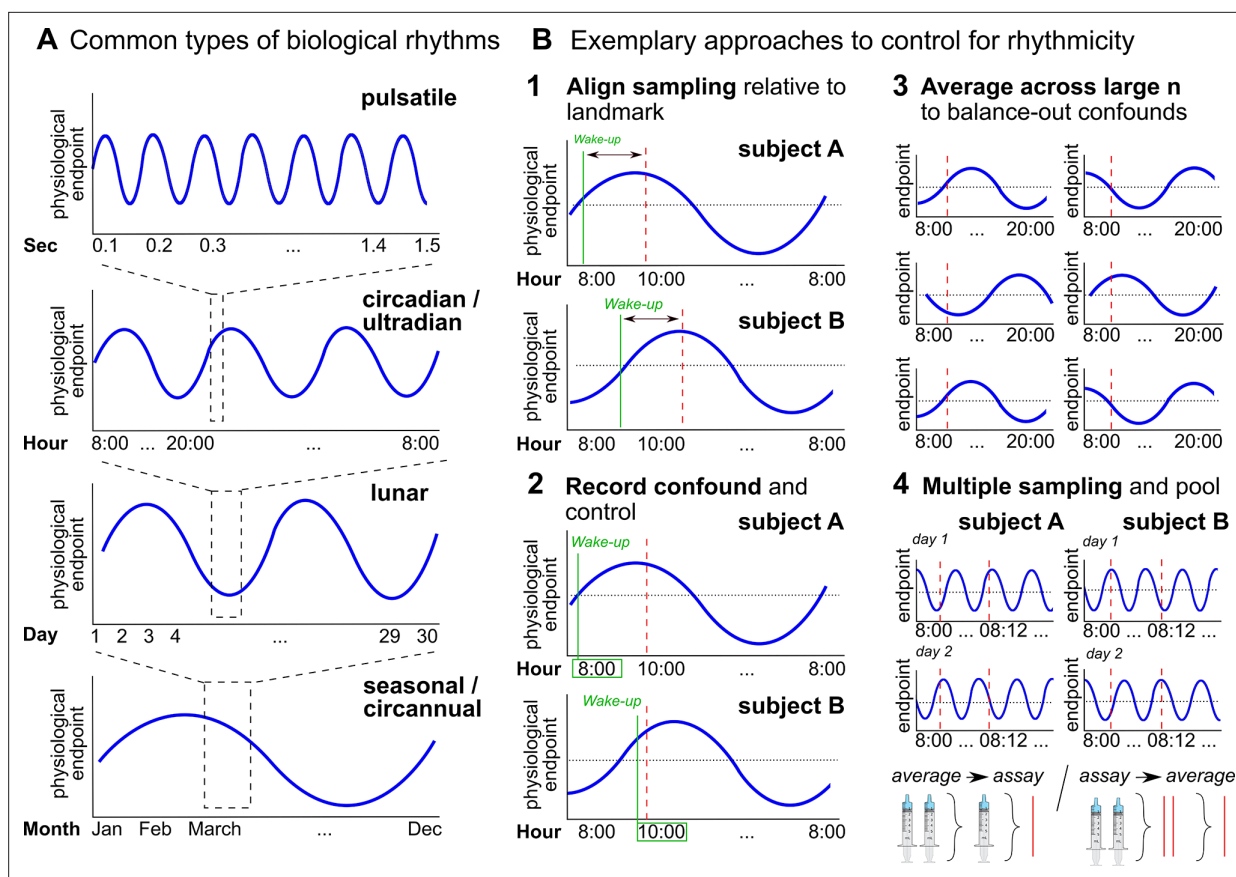 A Common types of biological rhythms
pulsatile
physiological
endpoint
Sec 0.1 0.2 0.3 ... 1.4 1.5
circadian /
ultradian
physiological
endpoint
Hour 8:00 ... 20:00 ... 8:00
lunar
physiological
endpoint
Day 1 2 3 4 ... 29 30
seasonal /
circannual
physiological
endpoint
Month Jan Feb March ... Dec
B Exemplary approaches to control for rhythmicity
1 Align sampling relative to
landmark
Wake-up
subject A
physiological
endpoint
Hour 8:00 10:00 ... 8:00
Wake-up
subject B
physiological
endpoint
Hour 8:00 10:00 ... 8:00
2 Record confound and
control
subject A
Wake-up
physiological
endpoint
Hour 8:00 10:00 ... 8:00
Wake-up
subject B
physiological
endpoint
Hour 8:00 10:00 ... 8:00
3 Average across large n
to balance-out confounds
endpoint
8:00 ... 20:00
endpoint
8:00 ... 20:00
endpoint
8:00 ... 20:00
endpoint
8:00 ... 20:00
endpoint
8:00 ... 20:00
endpoint
8:00 ... 20:00
4 Multiple sampling and pool
subject A subject B
day 1
endpoint
8:00 ... 08:12 ...
day 1
endpoint
8:00 ... 08:12 ...
day 2
endpoint
8:00 ... 08:12 ...
day 2
endpoint
8:00 ... 08:12 ...
average assay / assay average